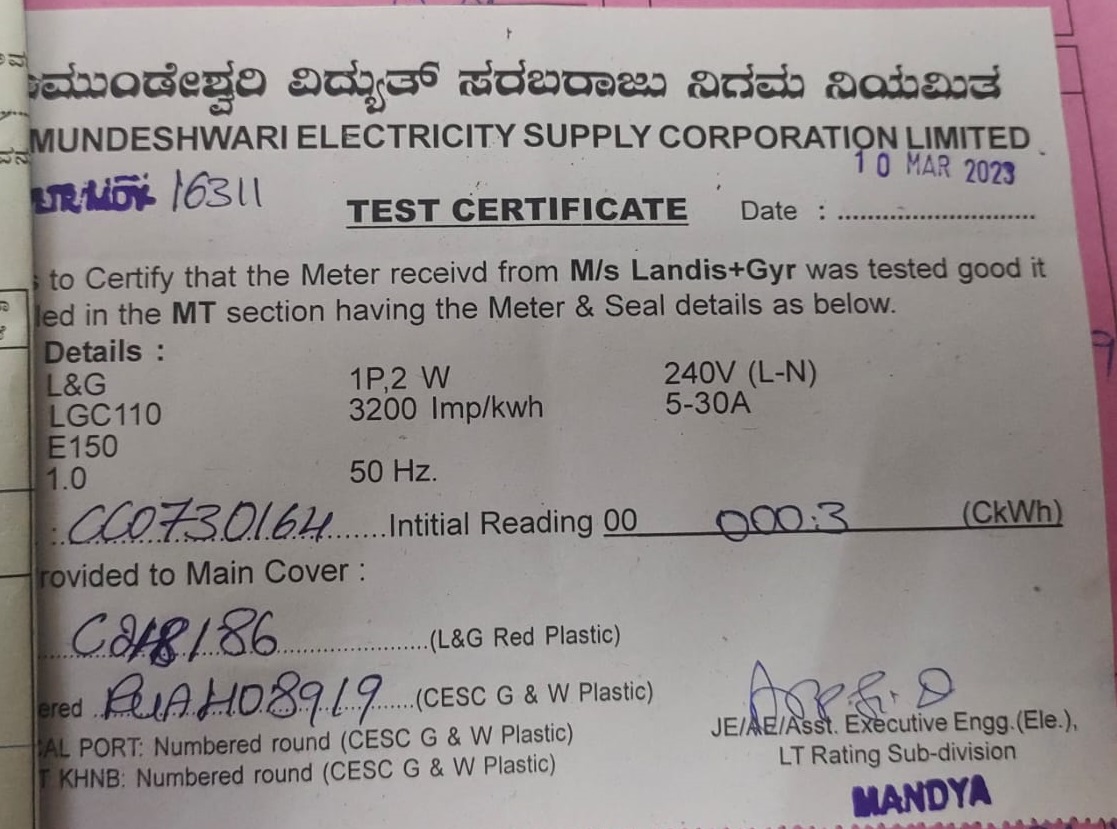 ಮುಂಡೇಶ್ವರಿ ವಿದ್ಯುತ್ ಸರಬರಾಜು ನಿಗಮ ನಿಯಮಿತ
MUNDESHWARI ELECTRICITY SUPPLY CORPORATION LIMITED
10 MAR 2023
16311
TEST CERTIFICATE Date : ............................
to Certify that the Meter receivd from M/s Landis+Gyr was tested good it
led in the MT section having the Meter & Seal details as below.
Details :
L&G 1P,2 W 240V (L-N)
LGC110 3200 Imp/kwh 5-30A
E150
1.0 50 Hz.
: CC0730164 Intitial Reading 00 000.3 (CkWh)
rovided to Main Cover :
(L&G Red Plastic)
ered (CESC G & W Plastic)
AL PORT: Numbered round (CESC G & W Plastic)
T KHNB: Numbered round (CESC G & W Plastic)
JE/AE/Asst. Executive Engg.(Ele.),
LT Rating Sub-division
MANDYA